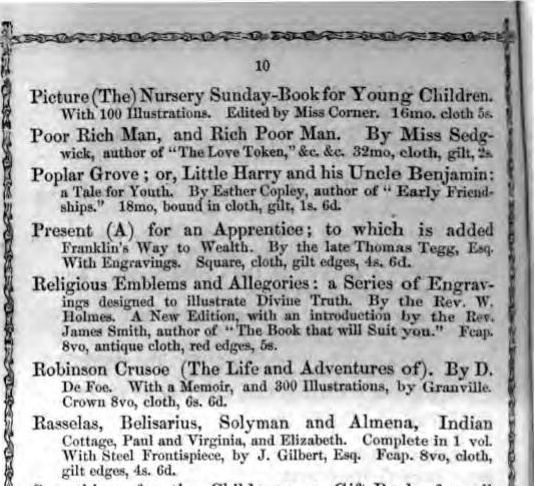 10
Picture (The) Nursery Sunday-Book for Young Children.
With 100 Illustrations. Edited by Miss Corner. 16mo. cloth 5s.
Poor Rich Man, and Rich Poor Man. By Miss Sedg-
wick, author of "The Love Token," &c. &c. 32mo, cloth, gilt, 2s.
Poplar Grove; or, Little Harry and his Uncle Benjamin:
a Tale for Youth. By Esther Copley, author of "Early Friend-
ships." 18mo, bound in cloth, gilt, 1s. 6d.
Present (A) for an Apprentice; to which is added
Franklin's Way to Wealth. By the late Thomas Tegg, Esq.
With Engravings. Square, cloth, gilt edges, 4s. 6d.
Religious Emblems and Allegories: a Series of Engrav-
ings designed to illustrate Divine Truth. By the Rev. W.
Holmes. A New Edition, with an introduction by the Rev.
James Smith, author of "The Book that will Suit you." Fcap.
8vo, antique cloth, red edges, 5s.
Robinson Crusoe (The Life and Adventures of). By D.
De Foe. With a Memoir, and 300 Illustrations, by Granville.
Crown 8vo, cloth, 6s. 6d.
Rasselas, Belisarius, Solyman and Almena, Indian
Cottage, Paul and Virginia, and Elizabeth. Complete in 1 vol.
With Steel Frontispiece, by J. Gilbert, Esq. Fcap. 8vo, cloth,
gilt edges, 4s. 6d.